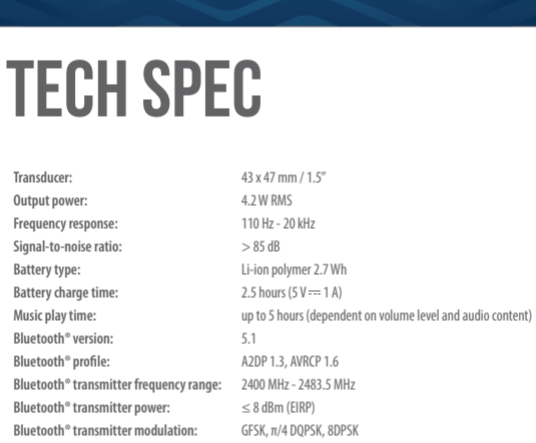 TECH SPEC
Transducer: 43 x 47 mm / 1.5"
Output power: 4.2 W RMS
Frequency response: 110 Hz - 20 kHz
Signal-to-noise ratio: > 85 dB
Battery type: Li-ion polymer 2.7 Wh
Battery charge time: 2.5 hours (5 V ⎓ 1 A)
Music play time: up to 5 hours (dependent on volume level and audio content)
Bluetooth® version: 5.1
Bluetooth® profile: A2DP 1.3, AVRCP 1.6
Bluetooth® transmitter frequency range: 2400 MHz - 2483.5 MHz
Bluetooth® transmitter power: ≤ 8 dBm (EIRP)
Bluetooth® transmitter modulation: GFSK, π/4 DQPSK, 8DPSK